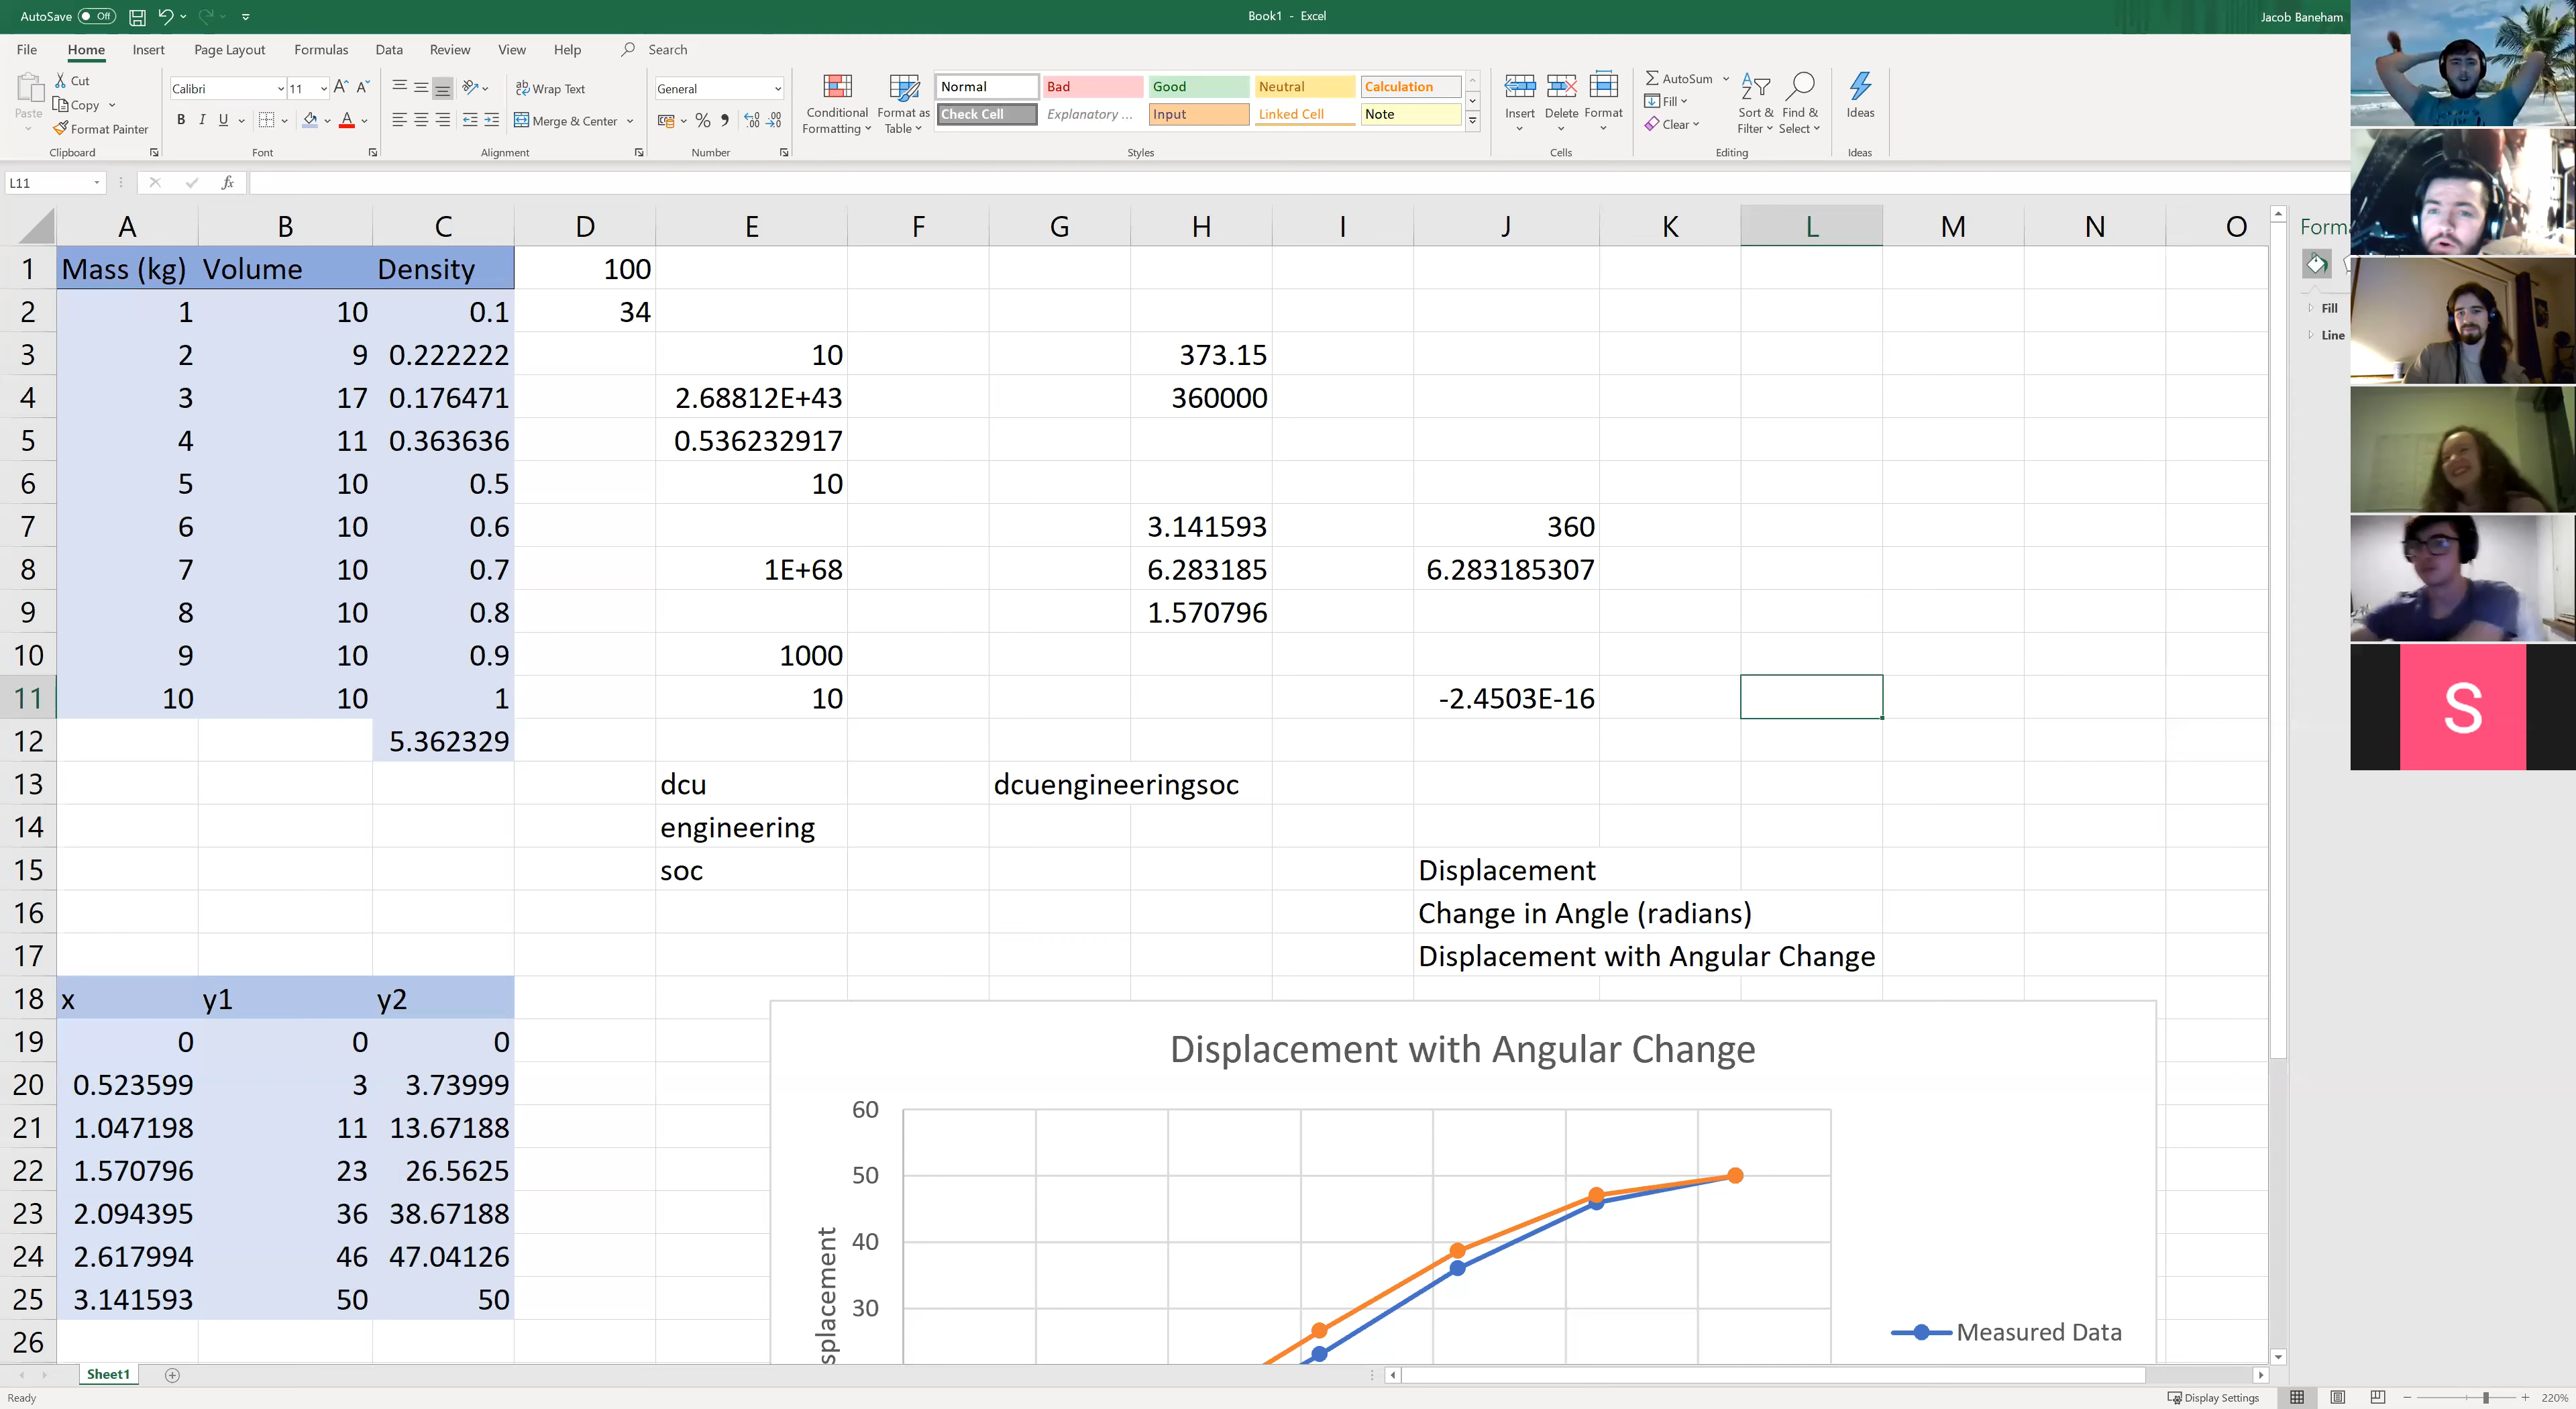 AutoSave Off Book1 - Excel Jacob Baneham
File Home Insert Page Layout Formulas Data Review View Help Search
Paste Cut Copy Format Painter Clipboard
Calibri 11 B I U A Font
Wrap Text Merge & Center Alignment
General % Number
Conditional Formatting Format as Table
Normal Bad Good Neutral Calculation
Check Cell Explanatory ... Input Linked Cell Note
Styles
Insert Delete Format Cells
AutoSum Fill Clear Sort & Filter Find & Select Editing
Ideas Ideas
L11 fx
A B C D E F G H I J K L M N O
1 Mass (kg) Volume Density 100
2 1 10 0.1 34
3 2 9 0.222222 10 373.15
4 3 17 0.176471 2.68812E+43 360000
5 4 11 0.363636 0.536232917
6 5 10 0.5 10
7 6 10 0.6 3.141593 360
8 7 10 0.7 1E+68 6.283185 6.283185307
9 8 10 0.8 1.570796
10 9 10 0.9 1000
11 10 10 1 10 -2.4503E-16
12 5.362329
13 dcu dcuengineeringsoc
14 engineering
15 soc Displacement
16 Change in Angle (radians)
17 Displacement with Angular Change
18 x y1 y2
19 0 0 0
20 0.523599 3 3.73999
21 1.047198 11 13.67188
22 1.570796 23 26.5625
23 2.094395 36 38.67188
24 2.617994 46 47.04126
25 3.141593 50 50
26
Displacement with Angular Change
60
50
40
30
splacement
Measured Data
Fill
Line
S
Sheet1
Ready Display Settings 220%